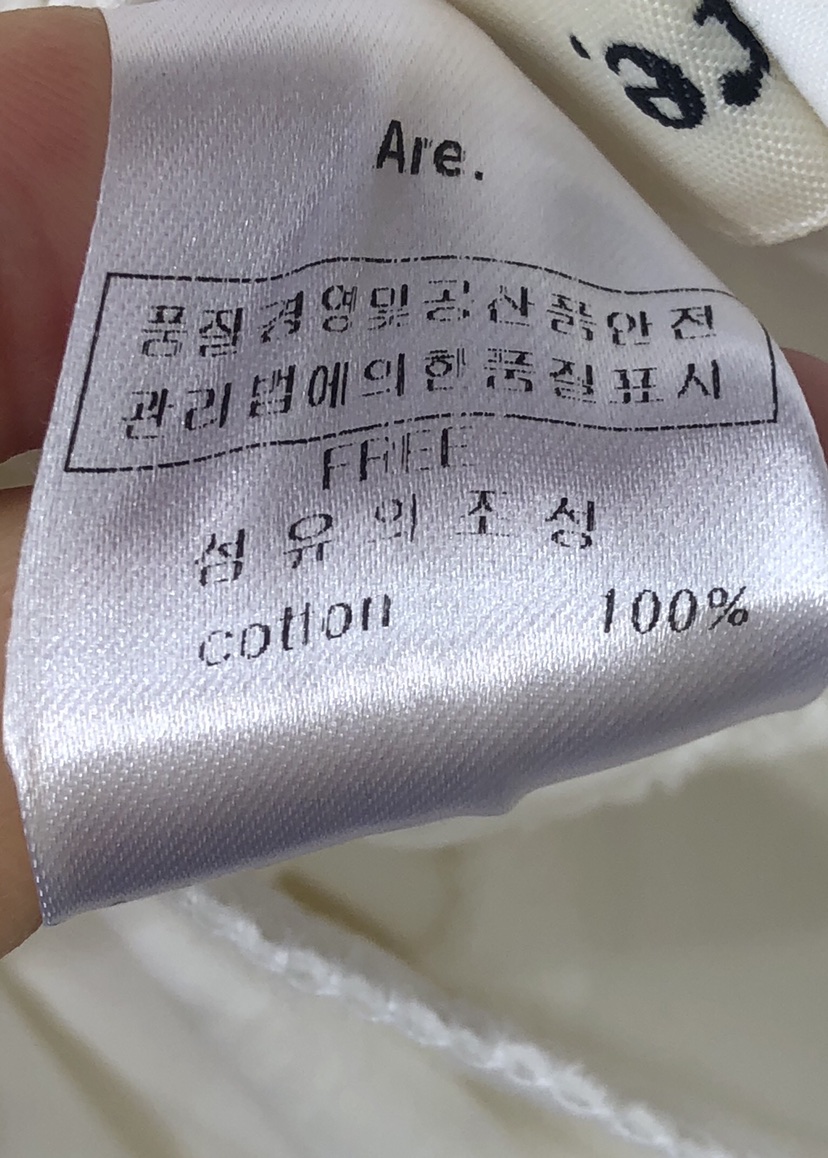 Are.
품질경영및공산품안전
관리법에의한품질표시
FREE
섬유의조성
cotton 100%